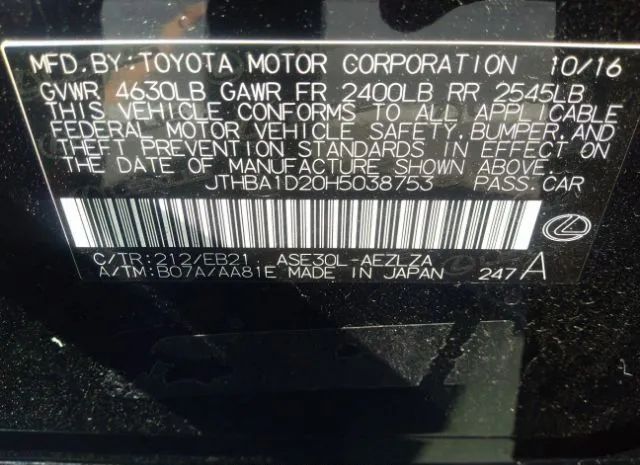 MFD.BY:TOYOTA MOTOR CORPORATION 10/16
GVWR 4630LB GAWR FR 2400LB RR 2545LB
THIS VEHICLE CONFORMS TO ALL APPLICABLE
FEDERAL MOTOR VEHICLE SAFETY,BUMPER,AND
THEFT PREVENTION STANDARDS IN EFFECT ON
THE DATE OF MANUFACTURE SHOWN ABOVE.
JTHBA1D20H5038753 PASS.CAR
C/TR:212/EB21 ASE30L-AEZLZA
A/TM:B07A/AA81E MADE IN JAPAN 247 A